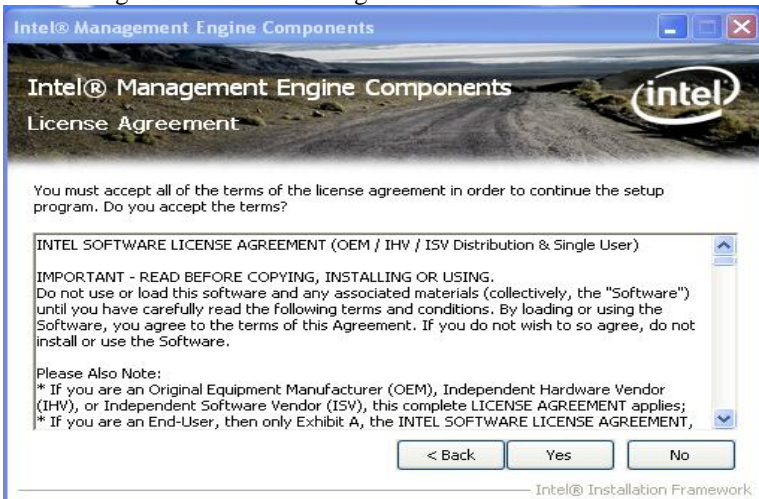 Intel® Management Engine Components
Intel® Management Engine Components
intel
License Agreement
You must accept all of the terms of the license agreement in order to continue the setup
program. Do you accept the terms?
INTEL SOFTWARE LICENSE AGREEMENT (OEM / IHV / ISV Distribution & Single User)
IMPORTANT - READ BEFORE COPYING, INSTALLING OR USING.
Do not use or load this software and any associated materials (collectively, the "Software")
until you have carefully read the following terms and conditions. By loading or using the
Software, you agree to the terms of this Agreement. If you do not wish to so agree, do not
install or use the Software.
Please Also Note:
* If you are an Original Equipment Manufacturer (OEM), Independent Hardware Vendor
(IHV), or Independent Software Vendor (ISV), this complete LICENSE AGREEMENT applies;
* If you are an End-User, then only Exhibit A, the INTEL SOFTWARE LICENSE AGREEMENT,
< Back Yes No
Intel® Installation Framework